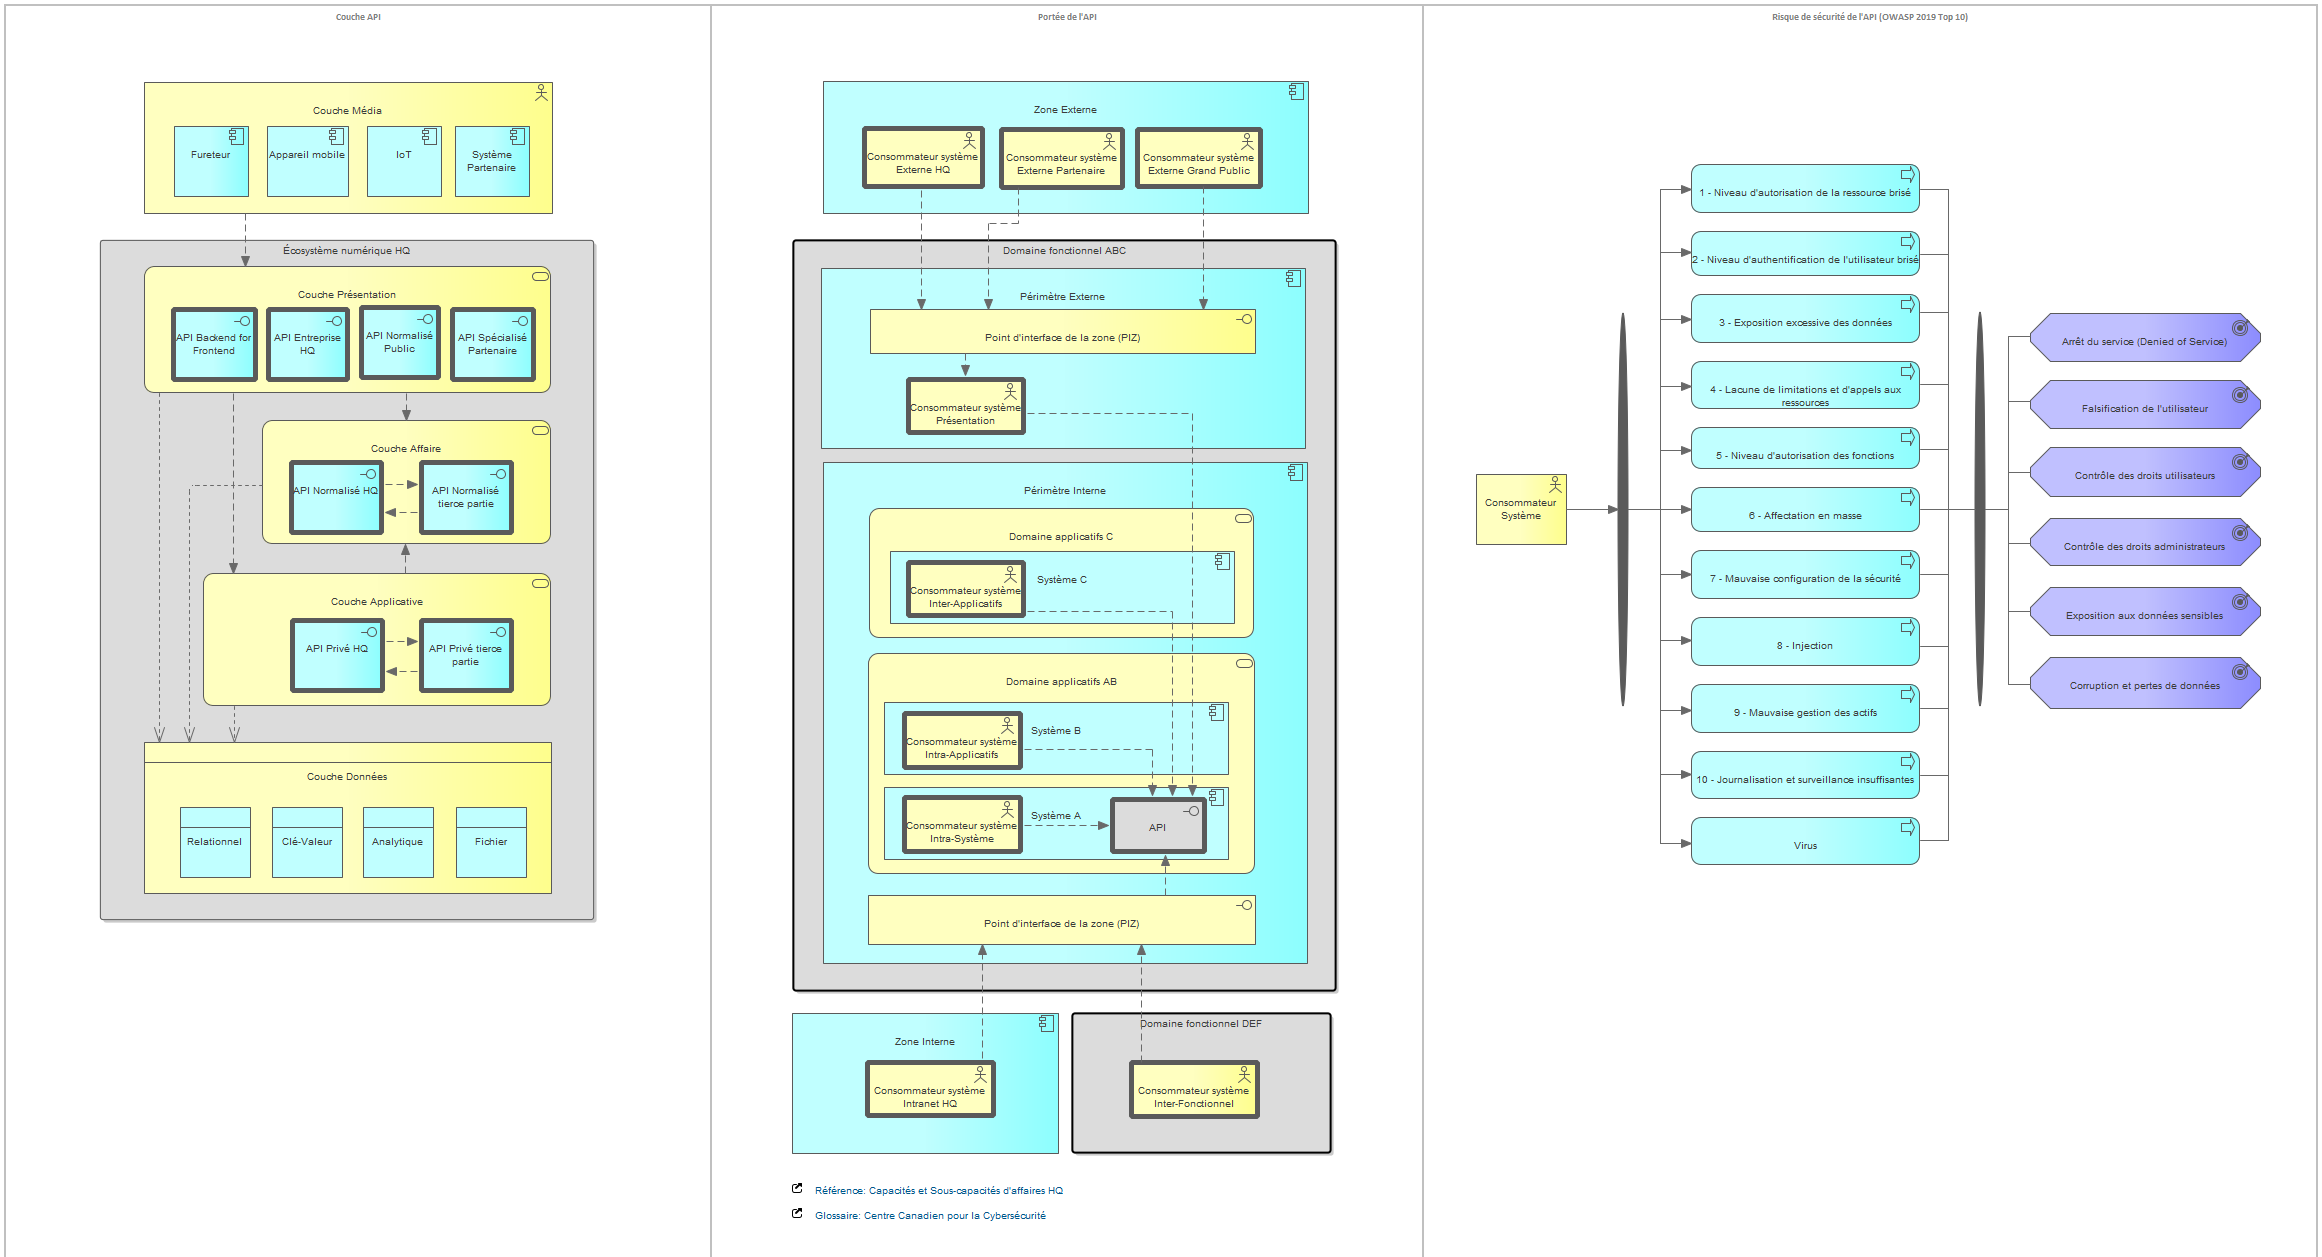 Couche API
Couche Média
Fureteur
Appareil mobile
IoT
Système
Partenaire
Écosystème numérique HQ
Couche Présentation
API Backend for
Frontend
API Entreprise
HQ
API Normalisé
Public
API Spécialisé
Partenaire
Couche Affaire
API Normalisé HQ
API Normalisé
tierce partie
Couche Applicative
API Privé HQ
API Privé tierce
partie
Couche Données
Relationnel
Clé-Valeur
Analytique
Fichier
Portée de l'API
Zone Externe
Consommateur système
Externe HQ
Consommateur système
Externe Partenaire
Consommateur système
Externe Grand Public
Domaine fonctionnel ABC
Périmètre Externe
Point d'interface de la zone (PIZ)
Consommateur système
Présentation
Périmètre Interne
Domaine applicatifs C
Système C
Consommateur système
Inter-Applicatifs
Domaine applicatifs AB
Système B
Consommateur système
Intra-Applicatifs
Système A
Consommateur système
Intra-Système
API
Point d'interface de la zone (PIZ)
Zone Interne
Consommateur système
Intranet HQ
Domaine fonctionnel DEF
Consommateur système
Inter-Fonctionnel
Référence: Capacités et Sous-capacités d'affaires HQ
Glossaire: Centre Canadien pour la Cybersécurité
Risque de sécurité de l'API (OWASP 2019 Top 10)
Consommateur
Système
1 - Niveau d'autorisation de la ressource brisé
2 - Niveau d'authentification de l'utilisateur brisé
3 - Exposition excessive des données
4 - Lacune de limitations et d'appels aux
ressources
5 - Niveau d'autorisation des fonctions
6 - Affectation en masse
7 - Mauvaise configuration de la sécurité
8 - Injection
9 - Mauvaise gestion des actifs
10 - Journalisation et surveillance insuffisantes
Virus
Arrêt du service (Denied of Service)
Falsification de l'utilisateur
Contrôle des droits utilisateurs
Contrôle des droits administrateurs
Exposition aux données sensibles
Corruption et pertes de données